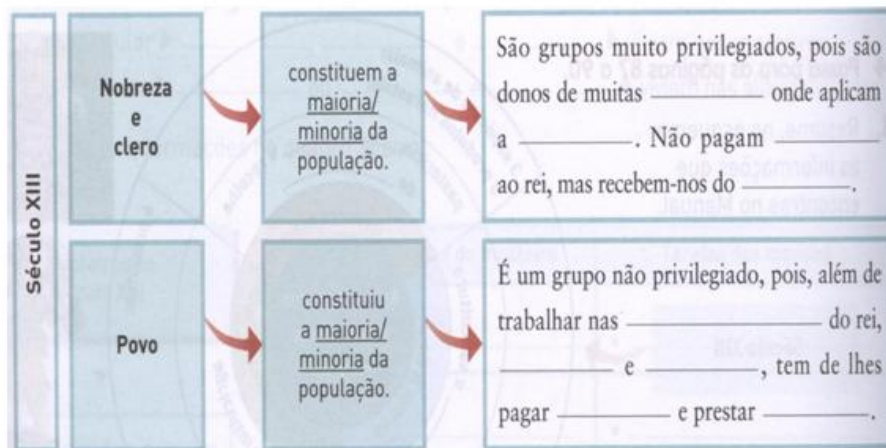 Século XIII
Nobreza
e
clero
constituem a
maioria/
minoria da
população.
São grupos muito privilegiados, pois são
donos de muitas ________ onde aplicam
a ________. Não pagam ________
ao rei, mas recebem-nos do ________.
Povo
constituiu
a maioria/
minoria da
população.
É um grupo não privilegiado, pois, além de
trabalhar nas ________ do rei,
________ e ________, tem de lhes
pagar ________ e prestar ________.